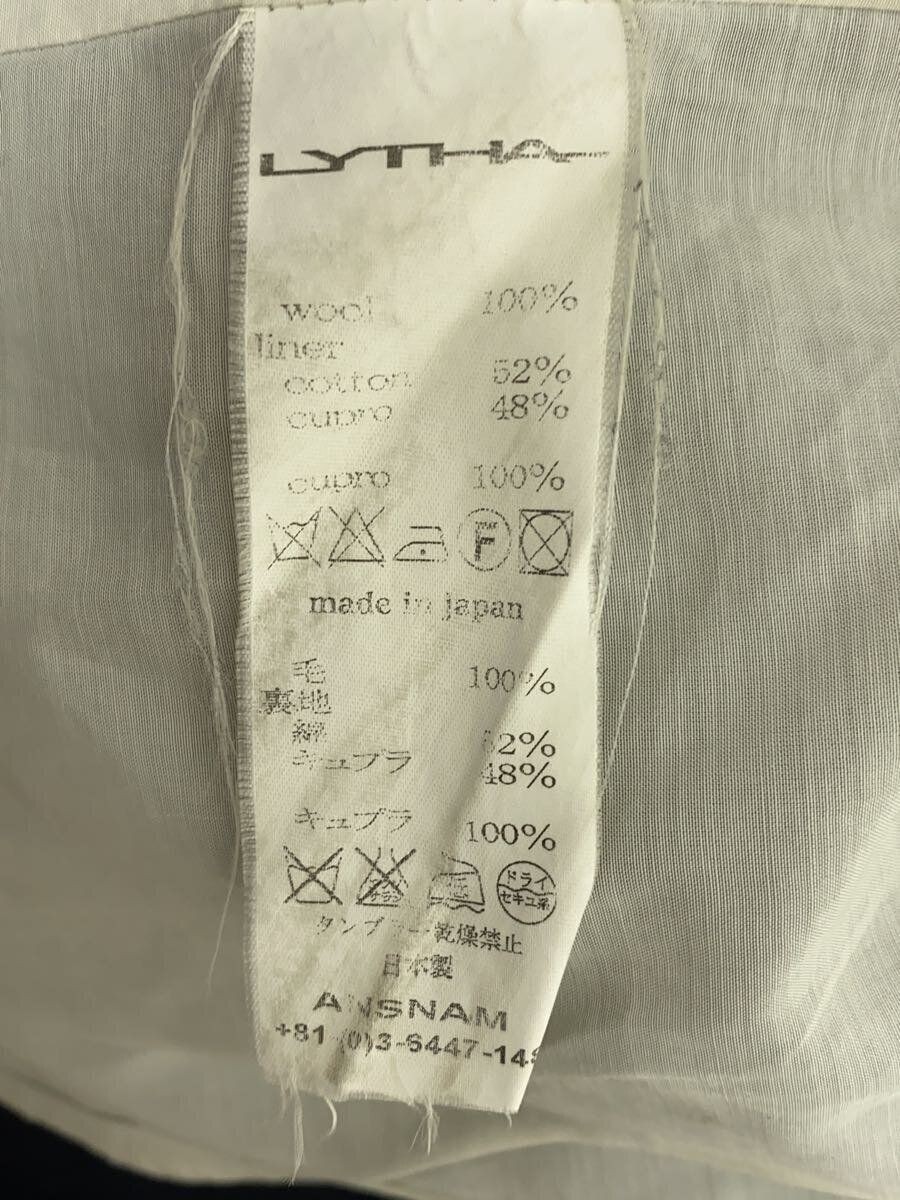 LYTHA
wool 100%
liner
cotton 52%
cupro 48%
cupro 100%
F
made in japan
毛 100%
裏地
綿 52%
キュプラ 48%
キュプラ 100%
ドライ
セキユ系
タンブラー乾燥禁止
日本製
ANSNAM
+81 (0)3-6447-14